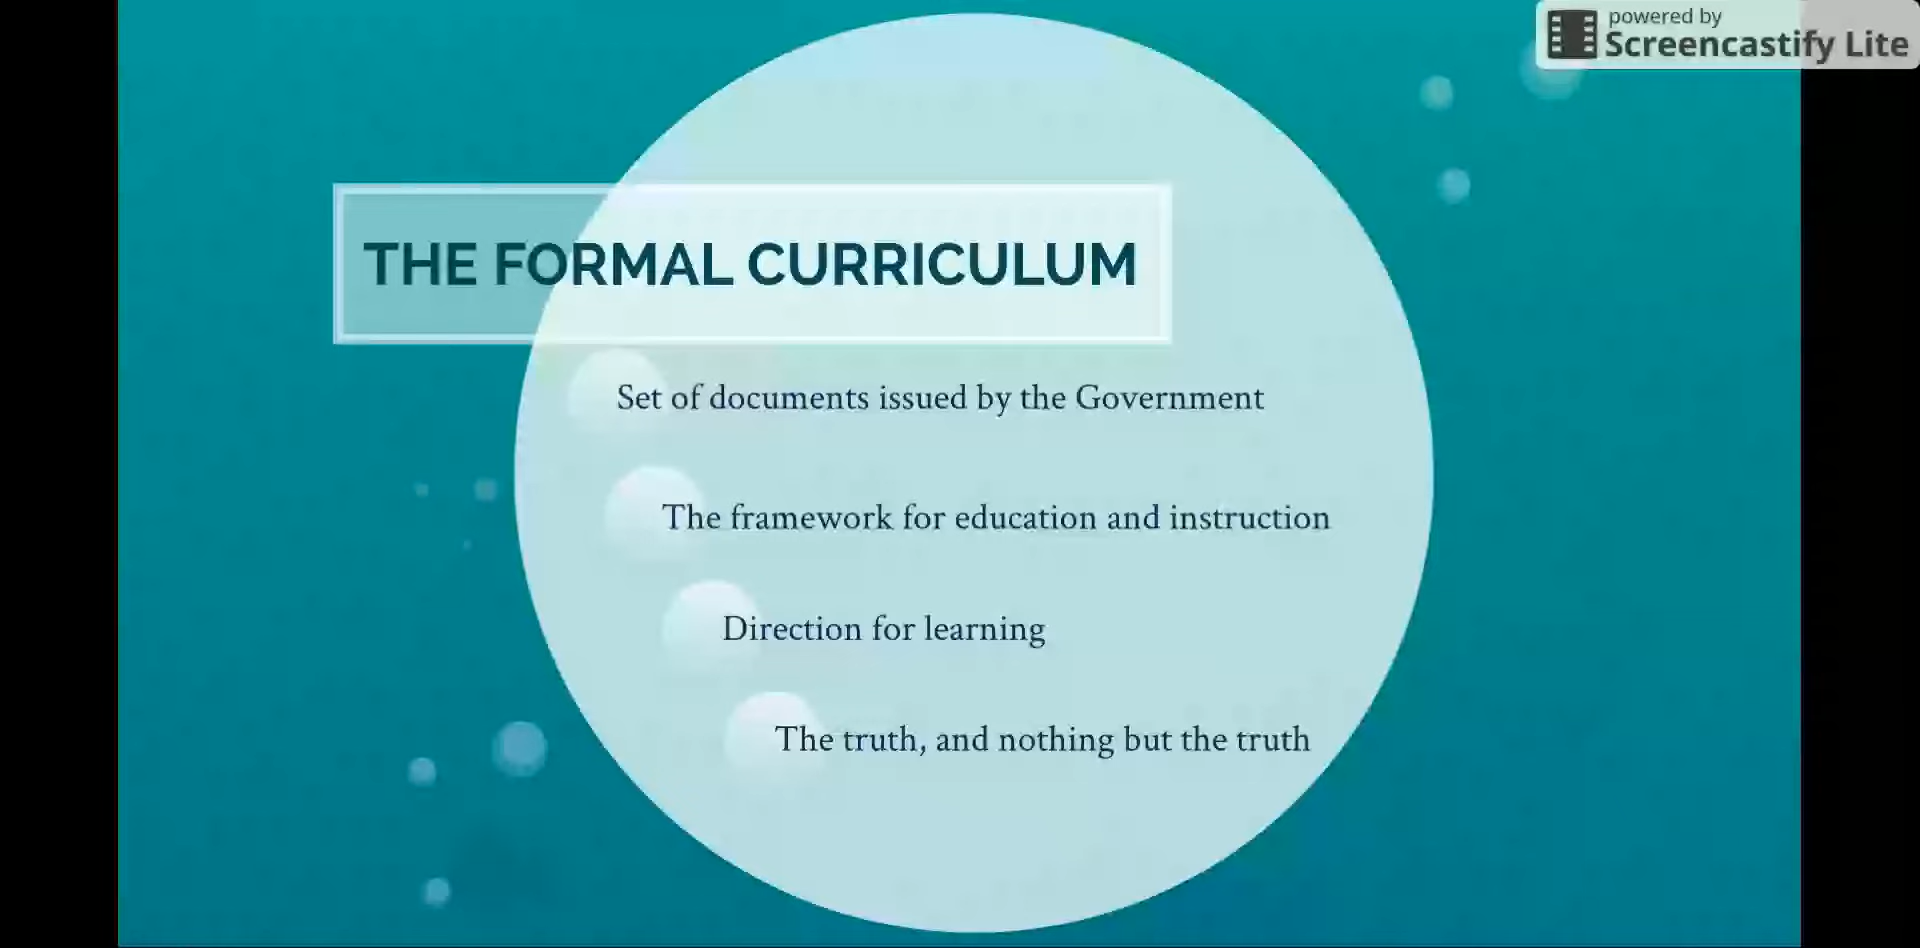 powered by
Screencastify Lite
THE FORMAL CURRICULUM
Set of documents issued by the Government
The framework for education and instruction
Direction for learning
The truth, and nothing but the truth